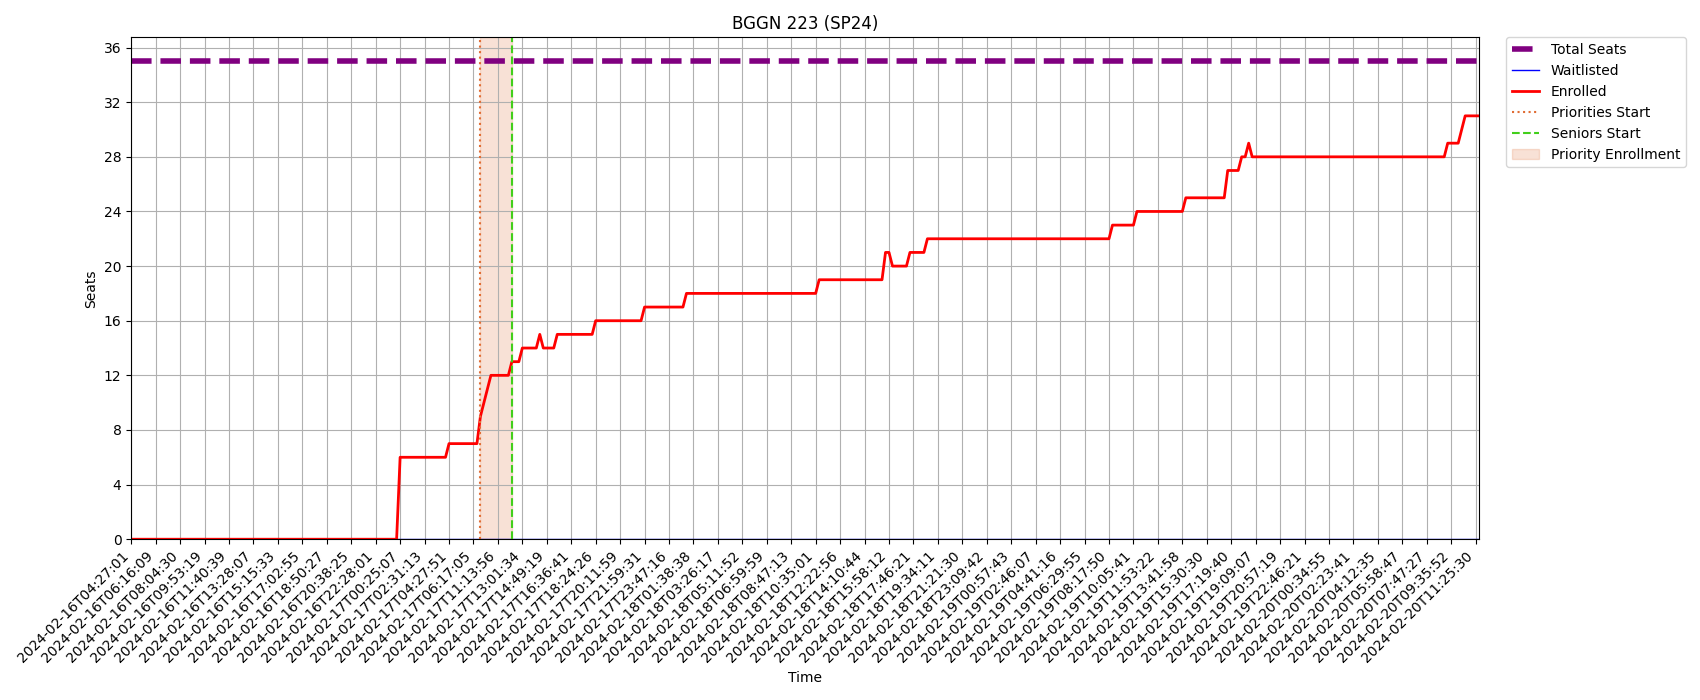 BGGN 223 (SP24)
Total Seats
Waitlisted
Enrolled
Priorities Start
Seniors Start
Priority Enrollment
Seats
36
32
28
24
20
16
12
8
4
0
2024-02-16T04:27:01
2024-02-16T06:16:09
2024-02-16T08:04:30
2024-02-16T09:53:19
2024-02-16T11:40:39
2024-02-16T13:28:07
2024-02-16T15:15:33
2024-02-16T17:02:55
2024-02-16T18:50:27
2024-02-16T20:38:25
2024-02-16T22:28:01
2024-02-17T00:25:07
2024-02-17T02:31:13
2024-02-17T04:27:51
2024-02-17T06:17:05
2024-02-17T11:13:56
2024-02-17T13:01:34
2024-02-17T14:49:19
2024-02-17T16:36:41
2024-02-17T18:24:26
2024-02-17T20:11:59
2024-02-17T21:59:31
2024-02-17T23:47:16
2024-02-18T01:38:38
2024-02-18T03:26:17
2024-02-18T05:11:52
2024-02-18T06:59:59
2024-02-18T08:47:13
2024-02-18T10:35:01
2024-02-18T12:22:56
2024-02-18T14:10:44
2024-02-18T15:58:12
2024-02-18T17:46:21
2024-02-18T19:34:11
2024-02-18T21:21:30
2024-02-18T23:09:42
2024-02-19T00:57:43
2024-02-19T02:46:07
2024-02-19T04:41:16
2024-02-19T06:29:55
2024-02-19T08:17:50
2024-02-19T10:05:41
2024-02-19T11:53:22
2024-02-19T13:41:58
2024-02-19T15:30:30
2024-02-19T17:19:40
2024-02-19T19:09:07
2024-02-19T20:57:19
2024-02-19T22:46:21
2024-02-20T00:34:55
2024-02-20T02:23:41
2024-02-20T04:12:35
2024-02-20T05:58:47
2024-02-20T07:47:27
2024-02-20T09:35:52
2024-02-20T11:25:30
Time